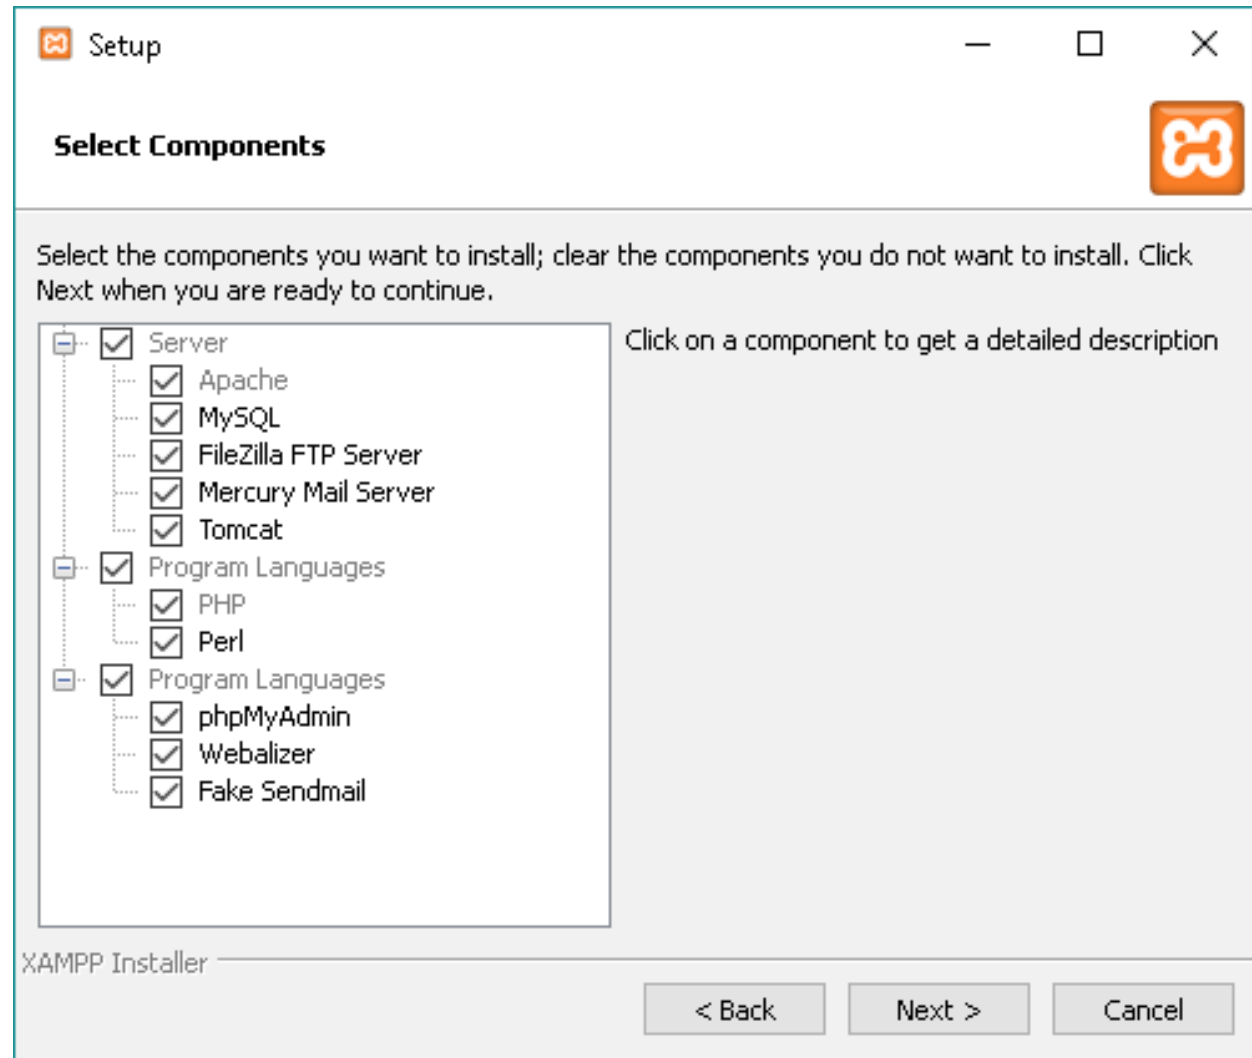 Setup
Select Components
Select the components you want to install; clear the components you do not want to install. Click
Next when you are ready to continue.
Server
Apache
MySQL
FileZilla FTP Server
Mercury Mail Server
Tomcat
Program Languages
PHP
Perl
Program Languages
phpMyAdmin
Webalizer
Fake Sendmail
Click on a component to get a detailed description
XAMPP Installer
< Back
Next >
Cancel